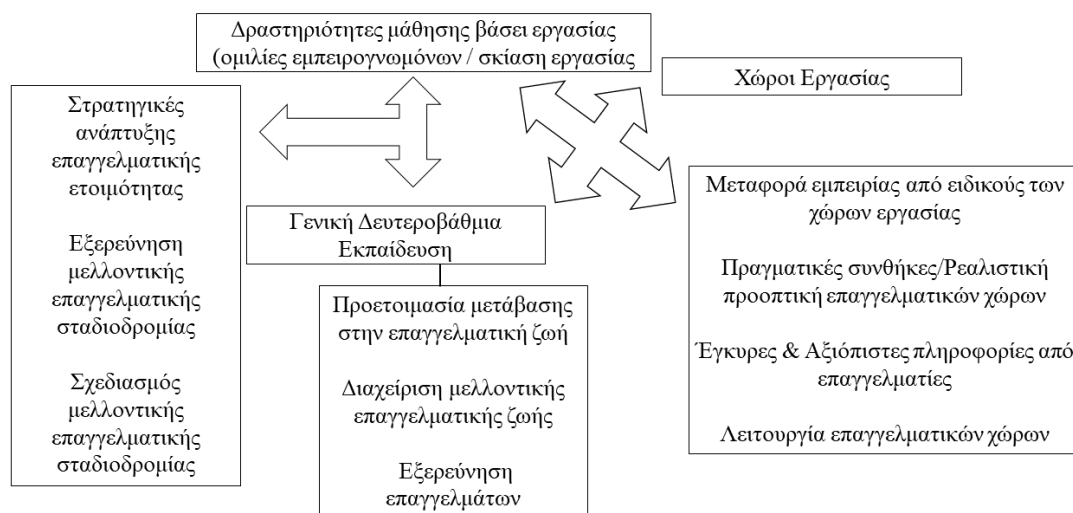 Δραστηριότητες μάθησης βάσει εργασίας
(ομιλίες εμπειρογνωμόνων / σκίαση εργασίας
Χώροι Εργασίας
Στρατηγικές
ανάπτυξης
επαγγελματικής
ετοιμότητας
Εξερεύνηση
μελλοντικής
επαγγελματικής
σταδιοδρομίας
Σχεδιασμός
μελλοντικής
επαγγελματικής
σταδιοδρομίας
Γενική Δευτεροβάθμια
Εκπαίδευση
Προετοιμασία μετάβασης
στην επαγγελματική ζωή
Διαχείριση μελλοντικής
επαγγελματικής ζωής
Εξερεύνηση
επαγγελμάτων
Μεταφορά εμπειρίας από ειδικούς των
χώρων εργασίας
Πραγματικές συνθήκες/Ρεαλιστική
προοπτική επαγγελματικών χώρων
Έγκυρες & Αξιόπιστες πληροφορίες από
επαγγελματίες
Λειτουργία επαγγελματικών χώρων